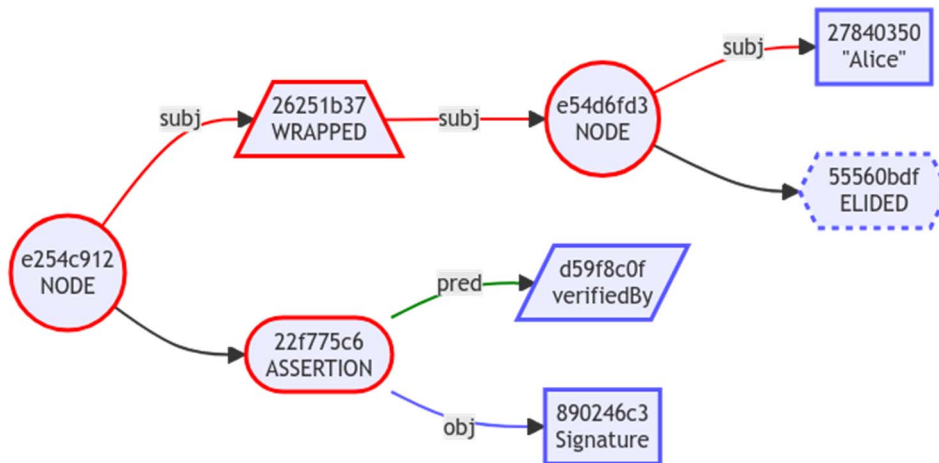 27840350
"Alice"
subj
26251b37
WRAPPED
subj
subj
e54d6fd3
NODE
55560bdf
ELIDED
e254c912
NODE
d59f8c0f
verifiedBy
pred
22f775c6
ASSERTION
obj
890246c3
Signature